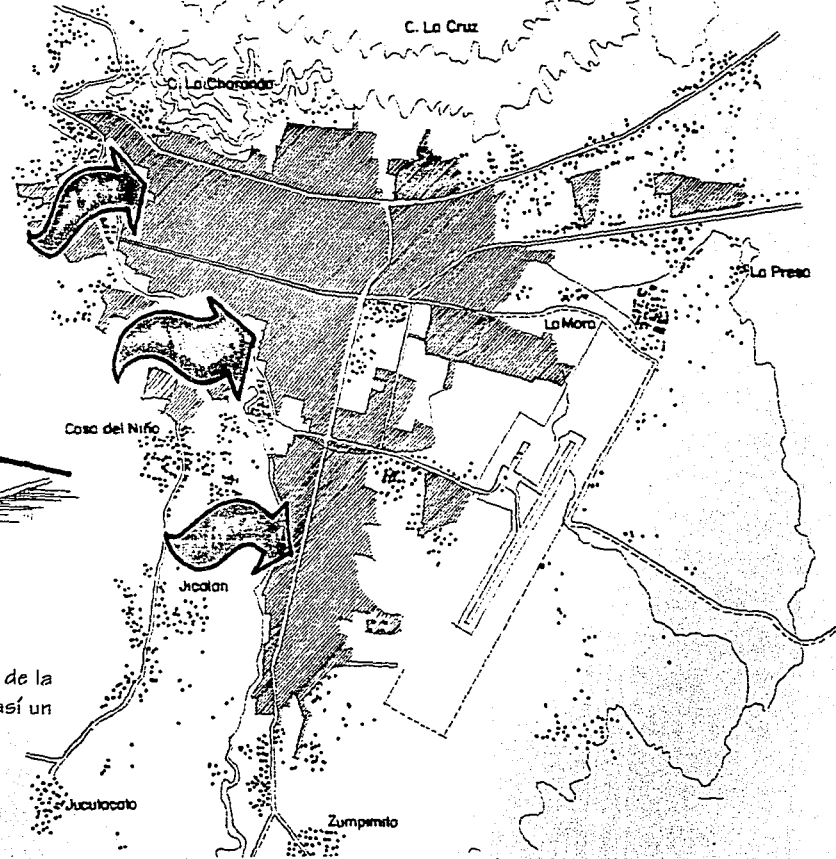 C. La Cruz
C. La Charanda
La Presa
La Mora
Casa del Niño
Jicalan
de la
así un
Jucutacato
Zumpimito